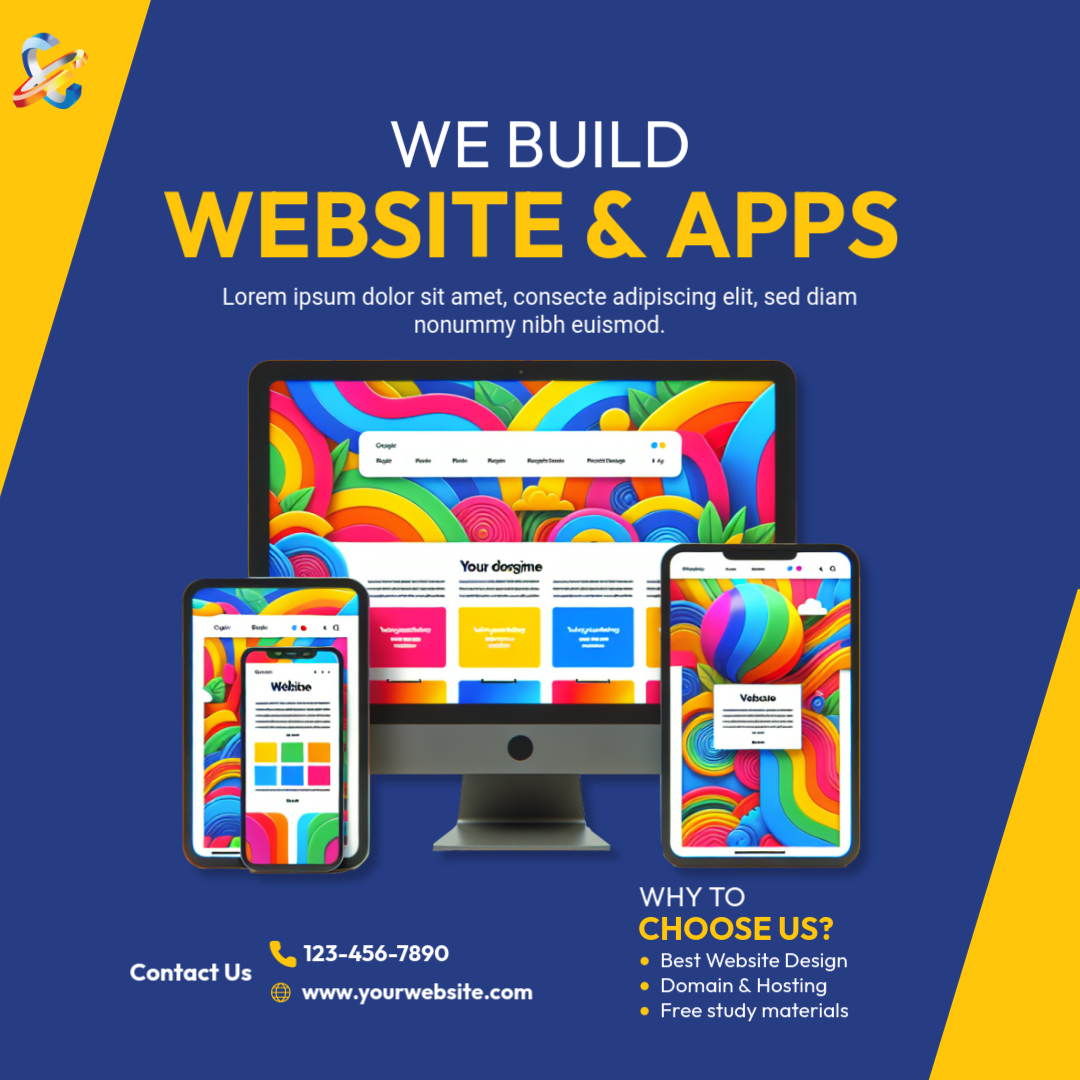 WE BUILD
WEBSITE & APPS
Lorem ipsum dolor sit amet, consecte adipiscing elit, sed diam
nonummy nibh euismod.
Your dosgime
Website
WHY TO
CHOOSE US?
Best Website Design
Domain & Hosting
Free study materials
Contact Us
123-456-7890
www.yourwebsite.com